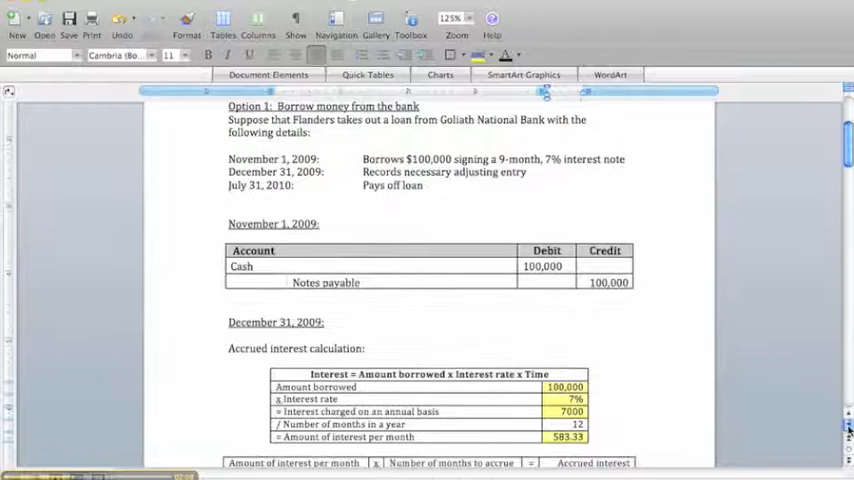 125%
New Open Save Print Undo Format Tables Columns Show Navigation Gallery Toolbox Zoom Help
Normal Cambria (Bo... 11 B I U
Document Elements Quick Tables Charts SmartArt Graphics WordArt
Option 1: Borrow money from the bank
Suppose that Flanders takes out a loan from Goliath National Bank with the
following details:
November 1, 2009: Borrows $100,000 signing a 9-month, 7% interest note
December 31, 2009: Records necessary adjusting entry
July 31, 2010: Pays off loan
November 1, 2009:
Account Debit Credit
Cash 100,000
Notes payable 100,000
December 31, 2009:
Accrued interest calculation:
Interest = Amount borrowed x Interest rate x Time
Amount borrowed 100,000
x Interest rate 7%
= Interest charged on an annual basis 7000
/ Number of months in a year 12
= Amount of interest per month 583.33
Amount of interest per month x Number of months to accrue = Accrued interest